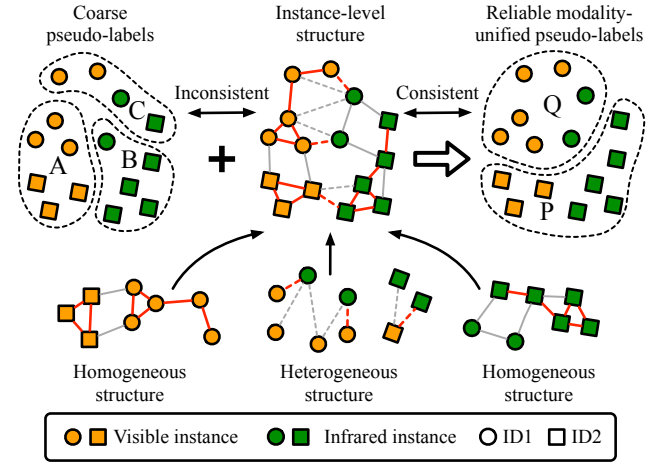 Coarse
pseudo-labels
Instance-level
structure
Reliable modality-
unified pseudo-labels
Inconsistent
Consistent
A
B
C
Q
P
Homogeneous
structure
Heterogeneous
structure
Homogeneous
structure
Visible instance
Infrared instance
ID1
ID2